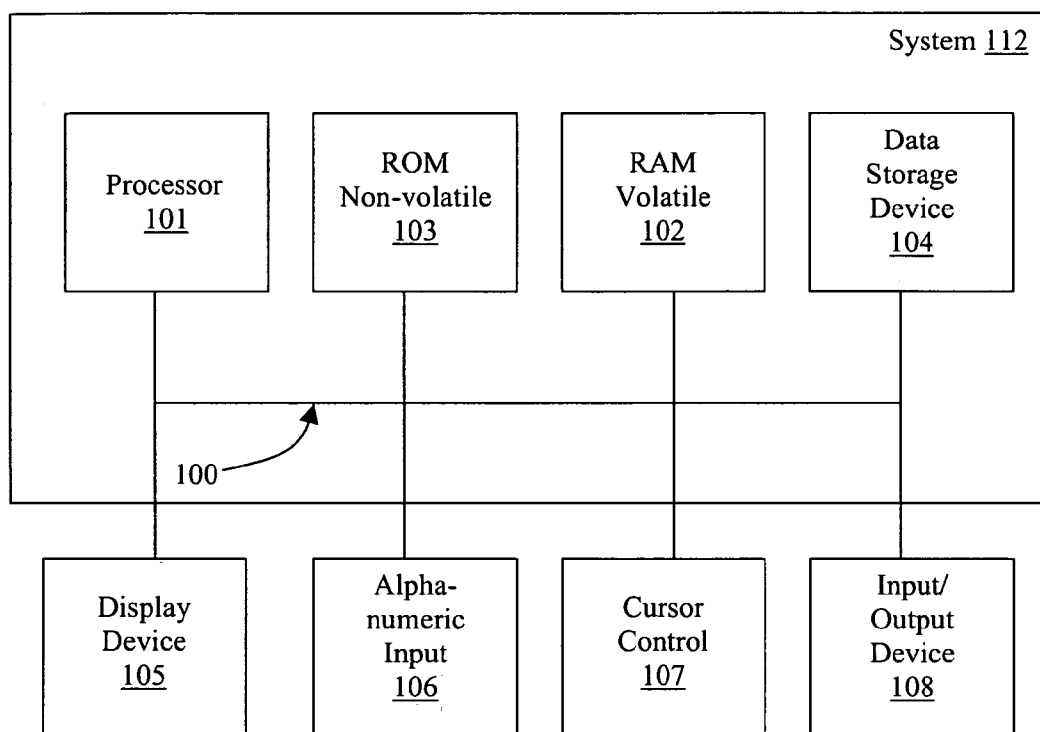 System 112
Processor
101
ROM
Non-volatile
103
RAM
Volatile
102
Data
Storage
Device
104
100
Display
Device
105
Alpha-
numeric
Input
106
Cursor
Control
107
Input/
Output
Device
108